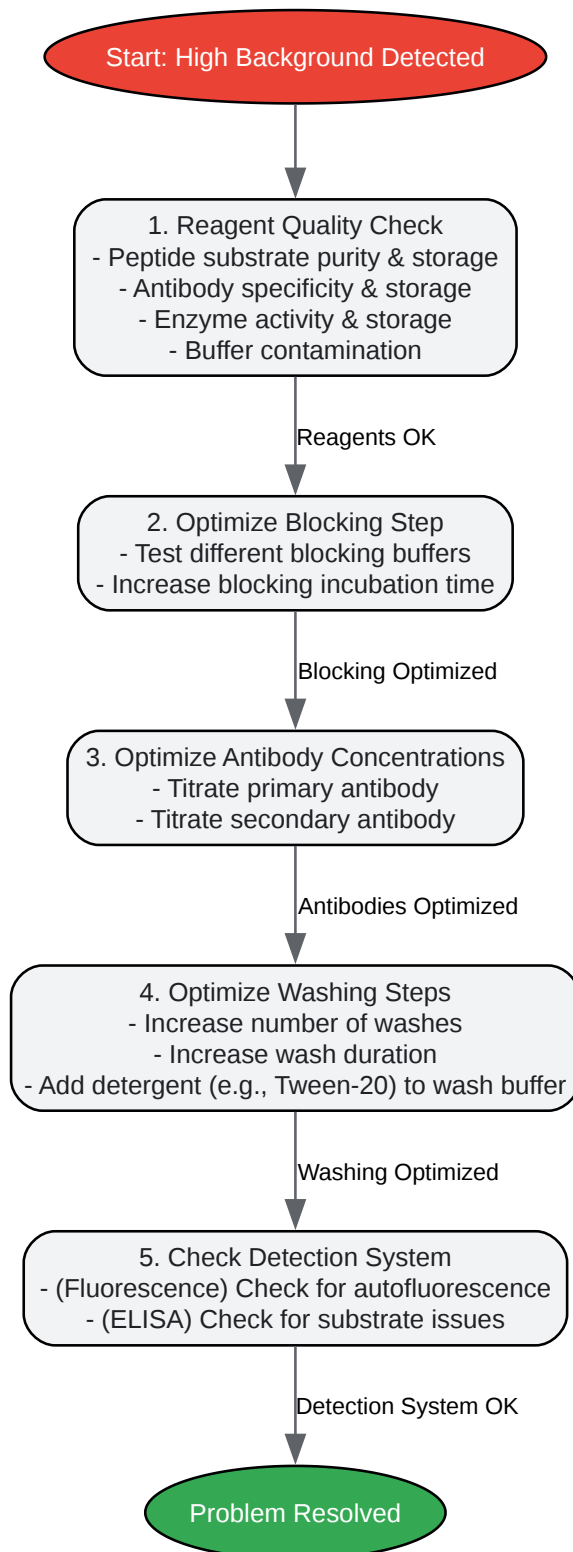 Start: High Background Detected
1. Reagent Quality Check
- Peptide substrate purity & storage
- Antibody specificity & storage
- Enzyme activity & storage
- Buffer contamination
Reagents OK
2. Optimize Blocking Step
- Test different blocking buffers
- Increase blocking incubation time
Blocking Optimized
3. Optimize Antibody Concentrations
- Titrate primary antibody
- Titrate secondary antibody
Antibodies Optimized
4. Optimize Washing Steps
- Increase number of washes
- Increase wash duration
- Add detergent (e.g., Tween-20) to wash buffer
Washing Optimized
5. Check Detection System
- (Fluorescence) Check for autofluorescence
- (ELISA) Check for substrate issues
Detection System OK
Problem Resolved